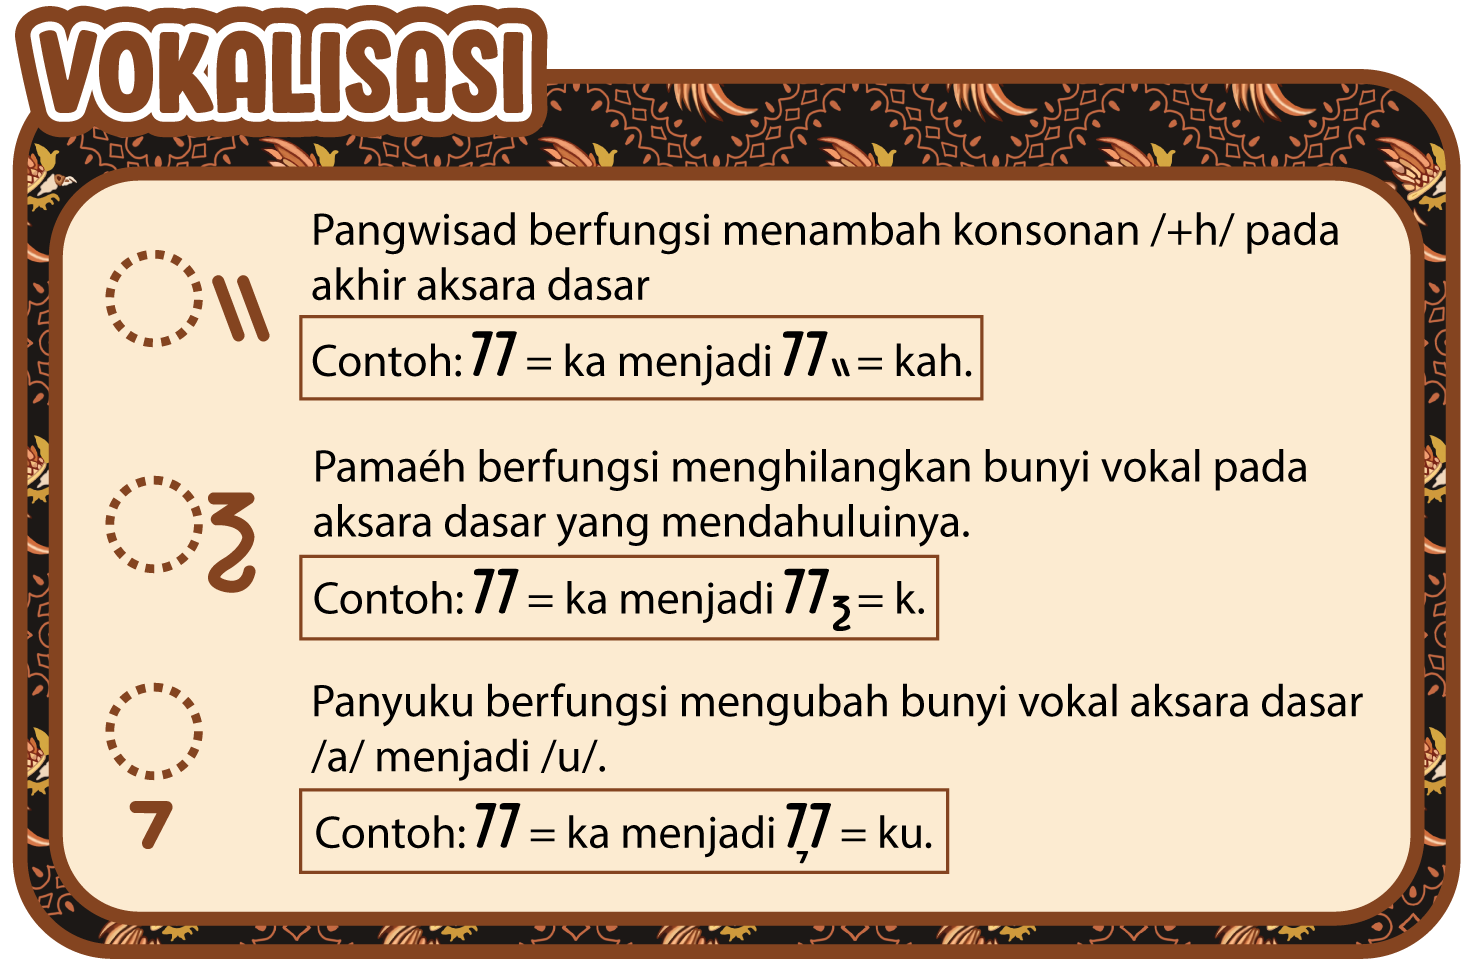 VOKALISASI
◌ᮂ
Pangwisad berfungsi menambah konsonan /+h/ pada
akhir aksara dasar
Contoh: ᮊ = ka menjadi ᮊᮂ = kah.
◌᮪
Pamaéh berfungsi menghilangkan bunyi vokal pada
aksara dasar yang mendahuluinya.
Contoh: ᮊ = ka menjadi ᮊ᮪ = k.
◌ᮥ
Panyuku berfungsi mengubah bunyi vokal aksara dasar
/a/ menjadi /u/.
Contoh: ᮊ = ka menjadi ᮊᮥ = ku.